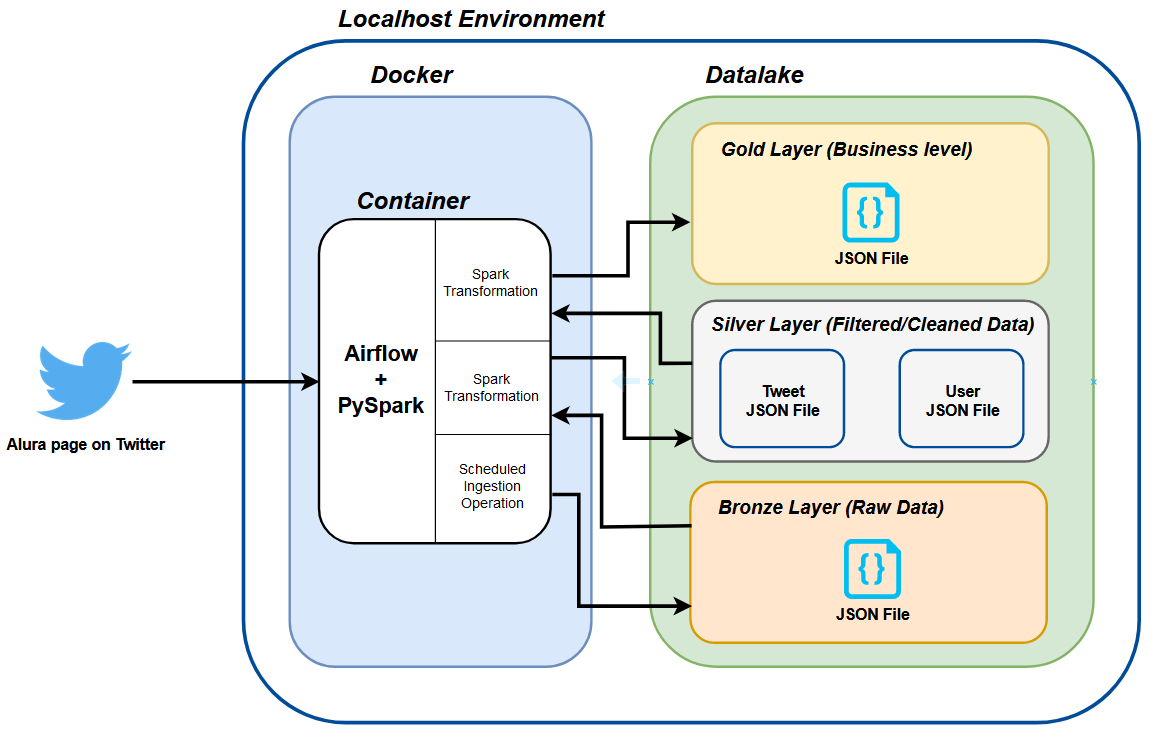 Localhost Environment
Docker
Datalake
Container
Gold Layer (Business level)
JSON File
Spark
Transformation
Silver Layer (Filtered/Cleaned Data)
Tweet
JSON File
User
JSON File
Airflow
+
PySpark
Spark
Transformation
Alura page on Twitter
Scheduled
Ingestion
Operation
Bronze Layer (Raw Data)
JSON File